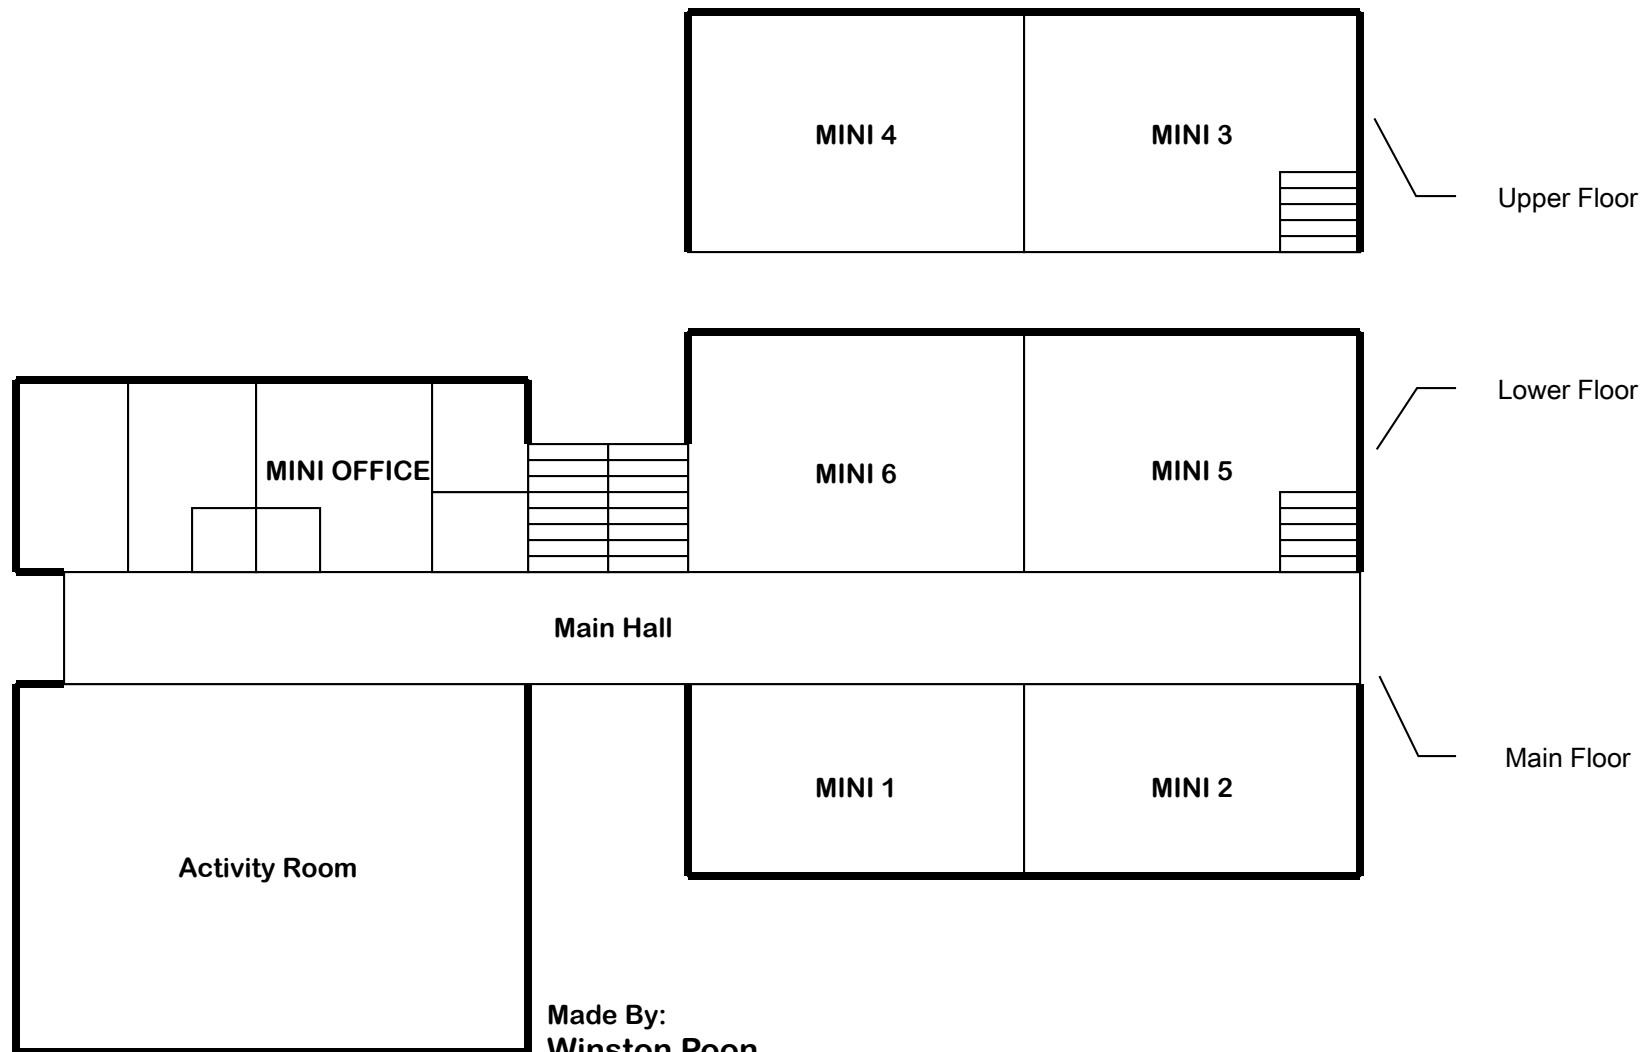 MINI 4
MINI 3
Upper Floor
Lower Floor
MINI OFFICE
MINI 6
MINI 5
Main Hall
Main Floor
MINI 1
MINI 2
Activity Room
Made By:
Winston Poon